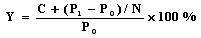 Y = C + (P₁ - P₀) / N / P₀ × 100 %